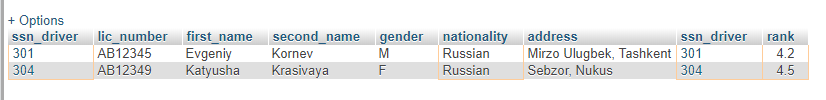 + Options
ssn_driver lic_number first_name second_name gender nationality address ssn_driver rank
301 AB12345 Evgeniy Kornev M Russian Mirzo Ulugbek, Tashkent 301 4.2
304 AB12349 Katyusha Krasivaya F Russian Sebzor, Nukus 304 4.5